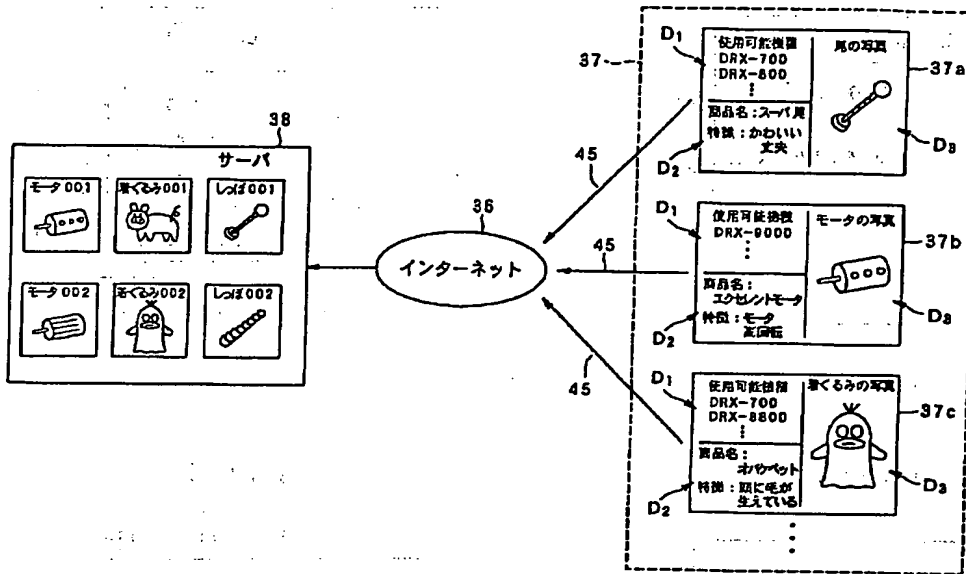 38
サーバ
モータ001
着ぐるみ001
しっぽ001
モータ002
着ぐるみ002
しっぽ002
36
インターネット
45
45
45
37
D1
使用可能機種
DRX-700
DRX-800
⋮
商品名：スーパ尾
特徴：かわいい
丈夫
D2
尾の写真
37a
D3
D1
使用可能機種
DRX-9000
⋮
商品名：
エクセレントモータ
特徴：モータ
高回転
D2
モータの写真
37b
D3
D1
使用可能機種
DRX-700
DRX-8800
⋮
商品名：
オバケペット
特徴：頭に毛が
生えている
D2
着ぐるみの写真
37c
D3